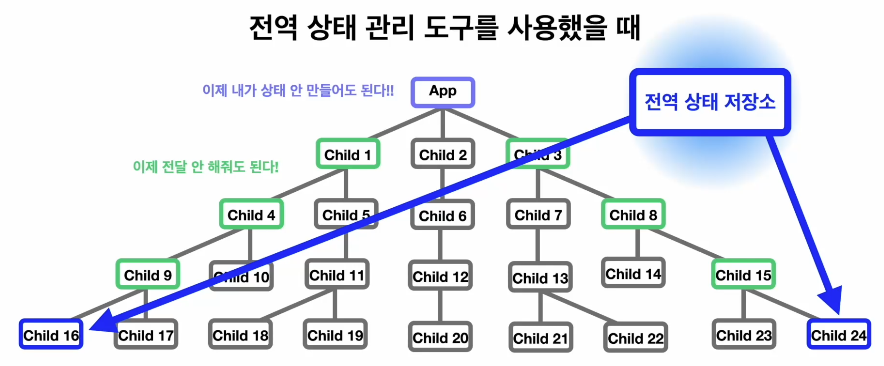 전역 상태 관리 도구를 사용했을 때
이제 내가 상태 안 만들어도 된다!!
App
전역 상태 저장소
이제 전달 안 해줘도 된다!
Child 1
Child 2
Child 3
Child 4
Child 5
Child 6
Child 7
Child 8
Child 9
Child 10
Child 11
Child 12
Child 13
Child 14
Child 15
Child 16
Child 17
Child 18
Child 19
Child 20
Child 21
Child 22
Child 23
Child 24